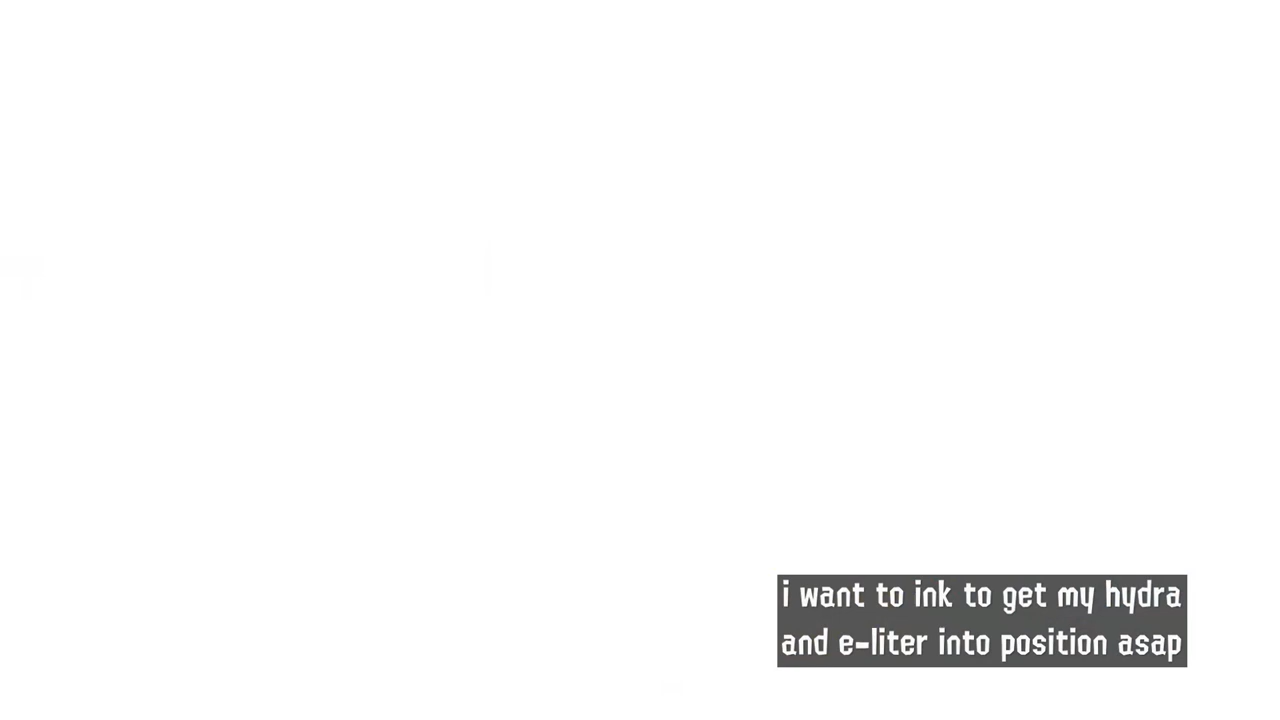 i want to ink to get my hydra
and e-liter into position asap